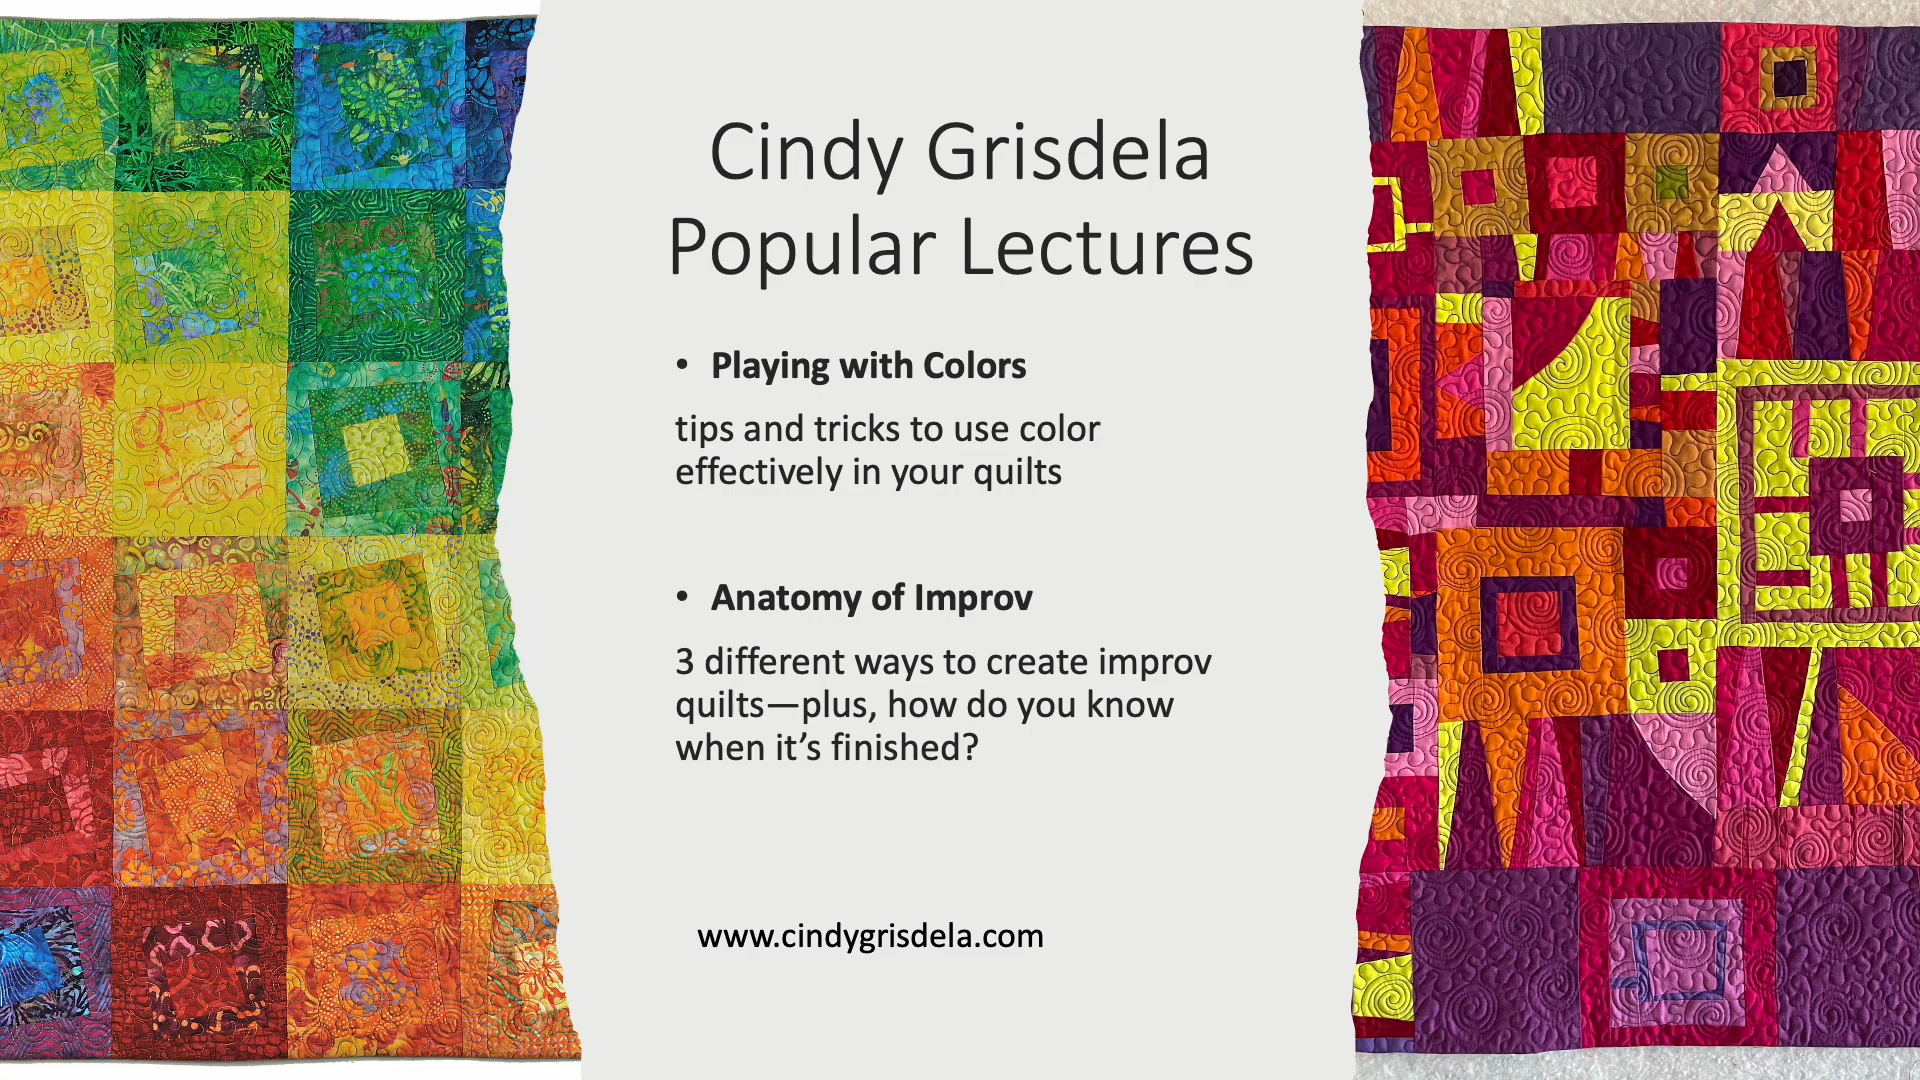 Cindy Grisdela
Popular Lectures
• Playing with Colors
tips and tricks to use color
effectively in your quilts
• Anatomy of Improv
3 different ways to create improv
quilts—plus, how do you know
when it’s finished?
www.cindygrisdela.com